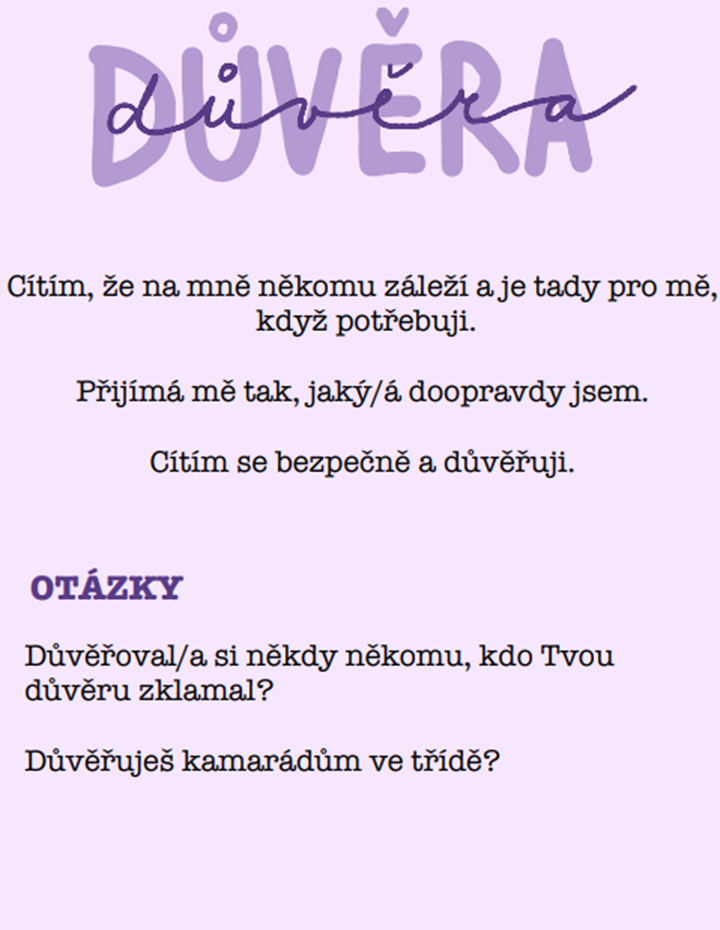 DŮVĚRA
důvěra
Cítím, že na mně někomu záleží a je tady pro mě,
když potřebuji.
Přijímá mě tak, jaký/á doopravdy jsem.
Cítím se bezpečně a důvěřuji.
OTÁZKY
Důvěřoval/a si někdy někomu, kdo Tvou
důvěru zklamal?
Důvěřuješ kamarádům ve třídě?